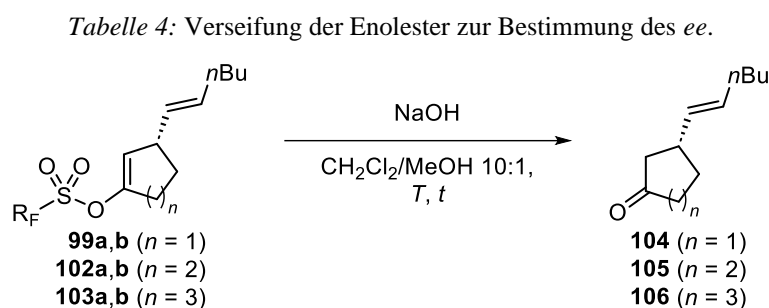 Tabelle 4: Verseifung der Enolester zur Bestimmung des ee.
nBu
nBu
O O
S
RF O
( )n
NaOH
CH2Cl2/MeOH 10:1,
T, t
O
( )n
99a,b (n = 1)
102a,b (n = 2)
103a,b (n = 3)
104 (n = 1)
105 (n = 2)
106 (n = 3)